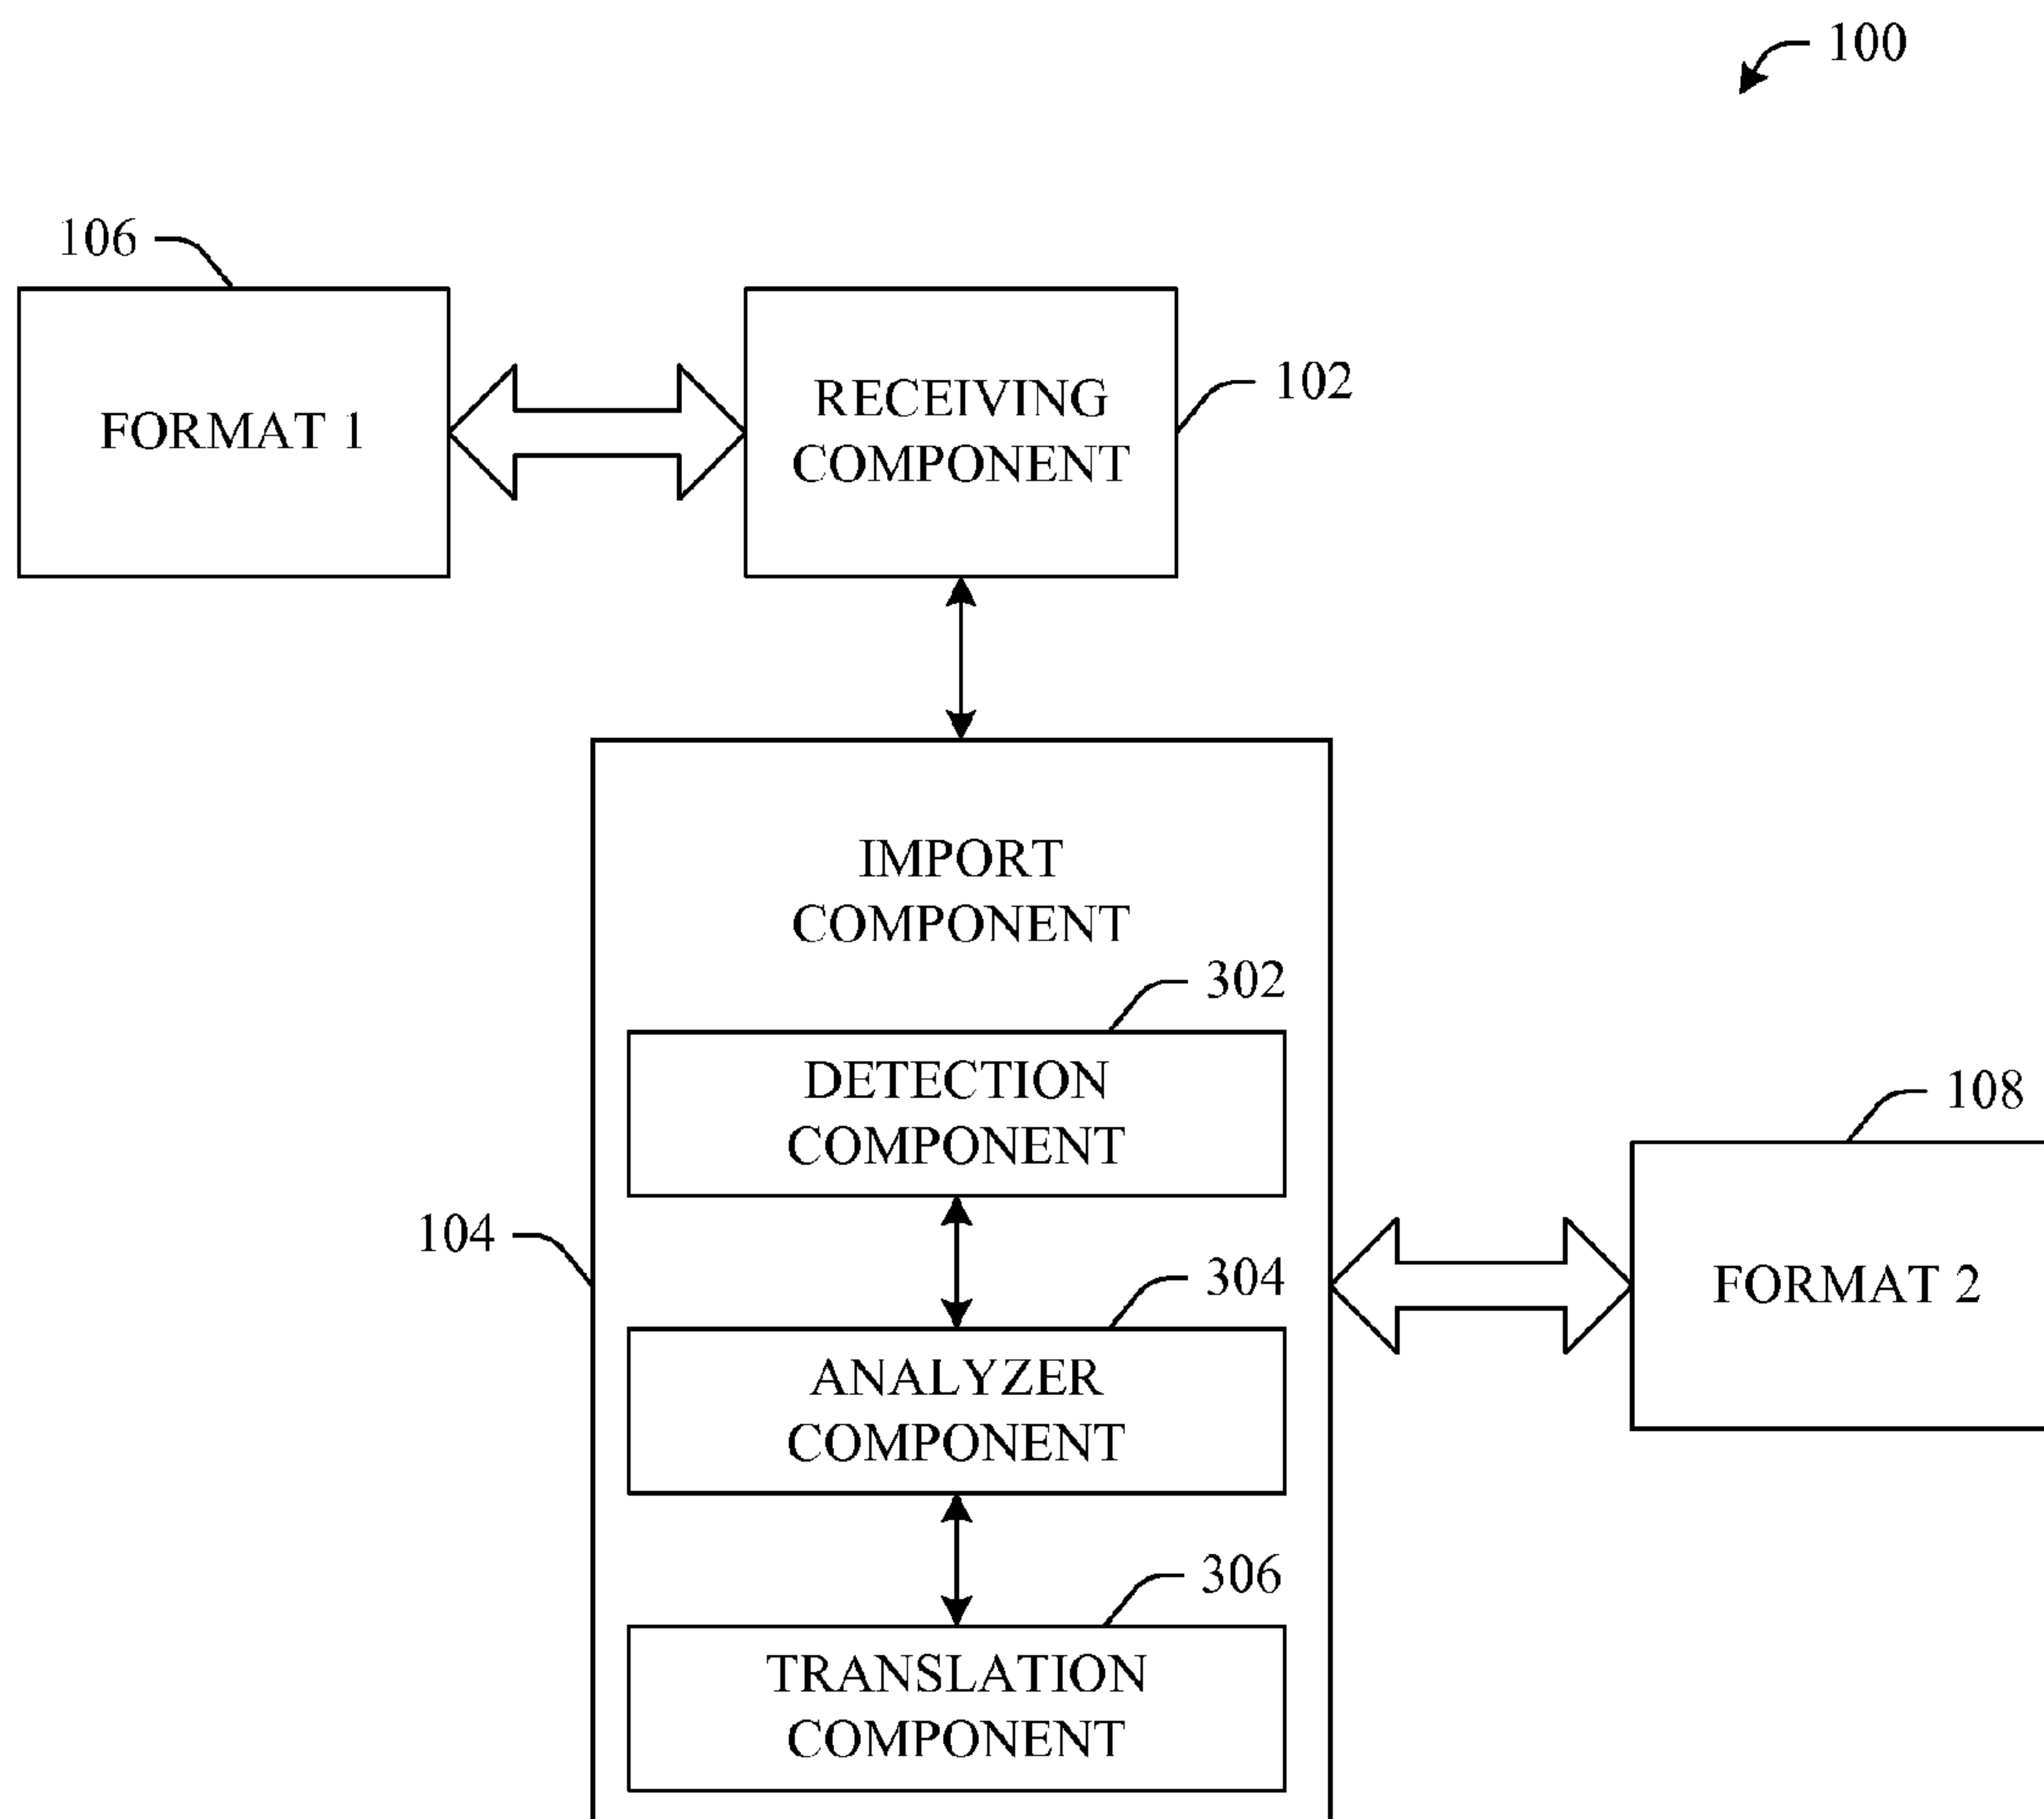 100
106
FORMAT 1
RECEIVING
COMPONENT
102
IMPORT
COMPONENT
302
DETECTION
COMPONENT
104
304
ANALYZER
COMPONENT
108
FORMAT 2
306
TRANSLATION
COMPONENT